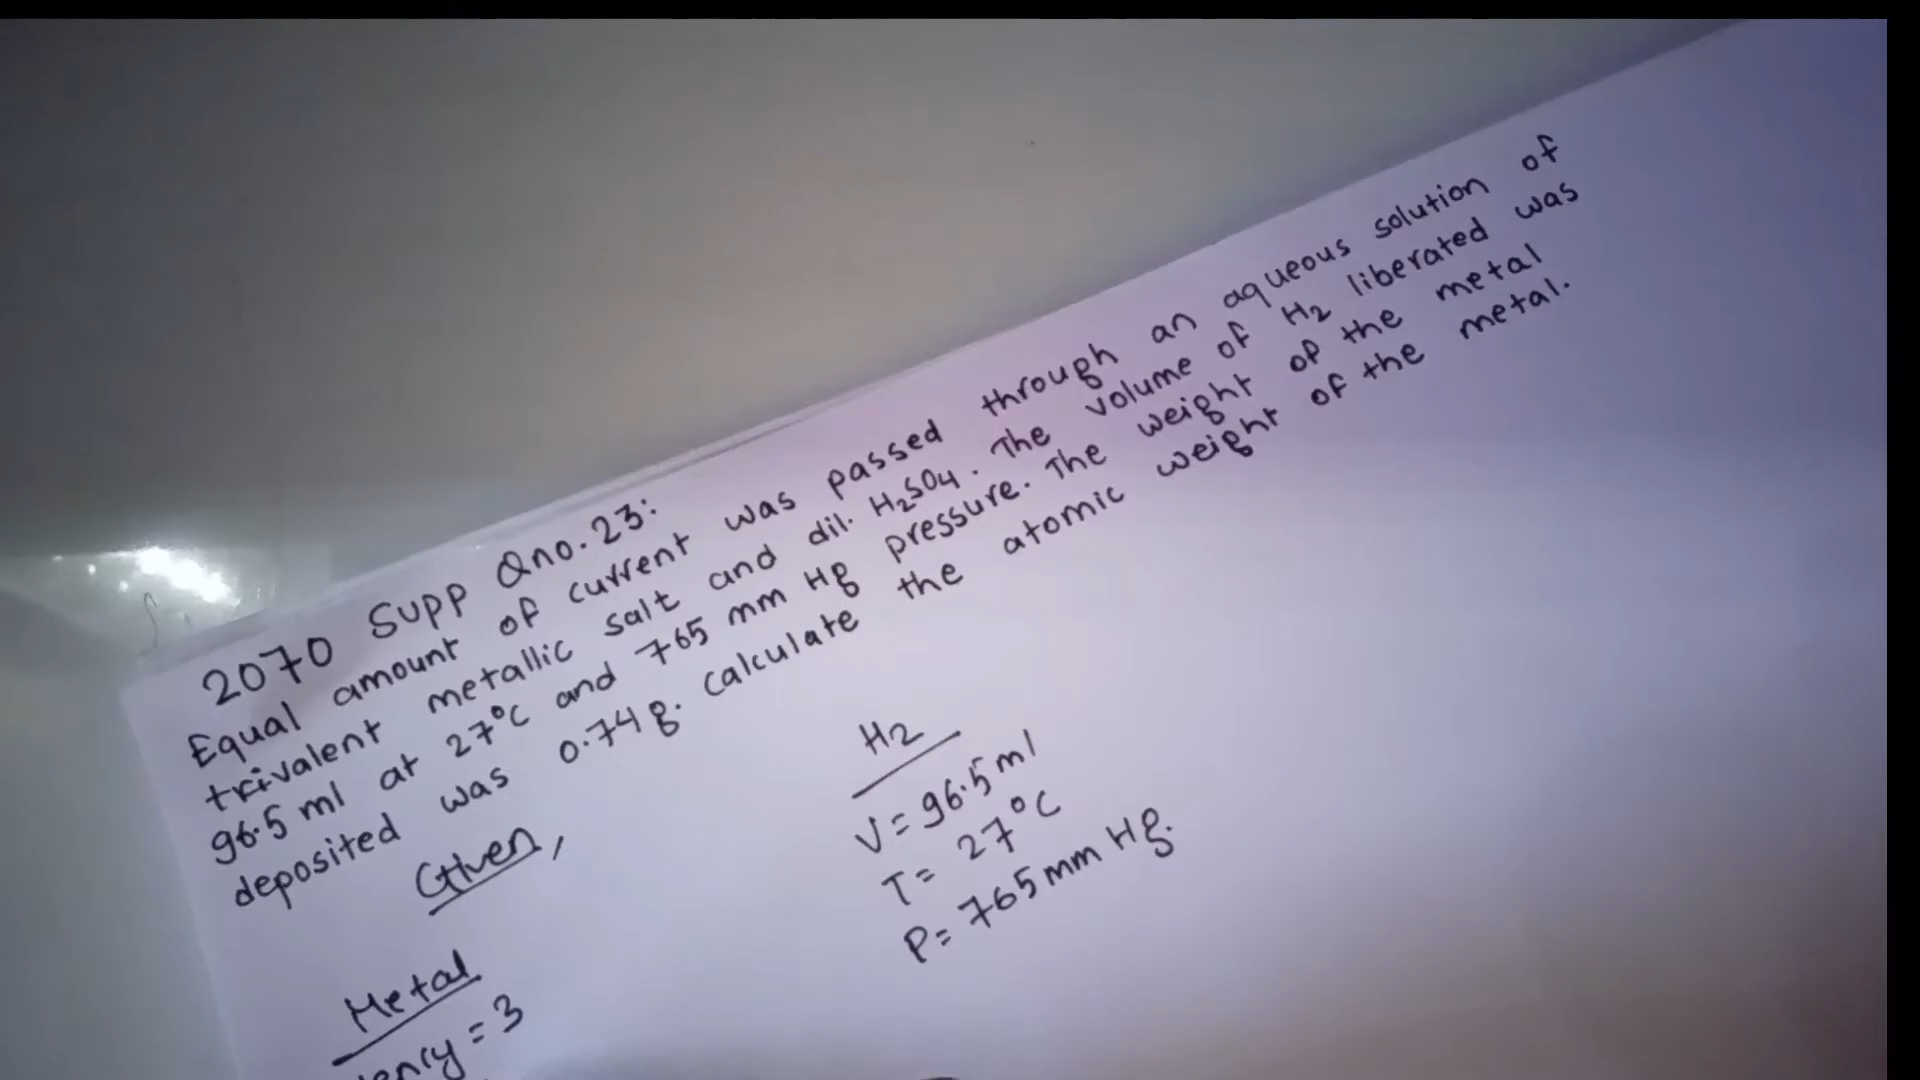 2070 Supp Qno. 23:
Equal amount of current was passed through an aqueous solution of
trivalent metallic salt and dil. H₂SO₄. The volume of H₂ liberated was
96.5 ml at 27°C and 765 mm Hg pressure. The weight of the metal
deposited was 0.74 g. calculate the atomic weight of the metal.
Given,
Metal
= 3
H₂
V = 96.5 ml
T = 27°C
P = 765 mm Hg.